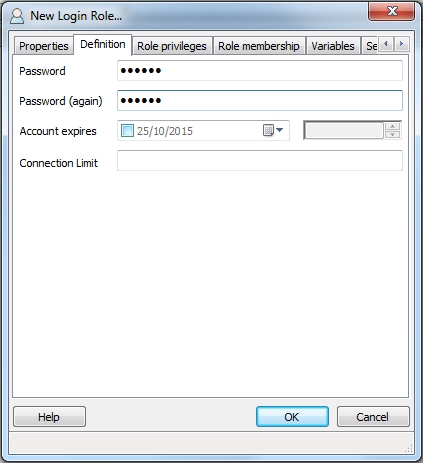 New Login Role...
Properties Definition Role privileges Role membership Variables Se
Password ••••••
Password (again) ••••••
Account expires 25/10/2015
Connection Limit
Help OK Cancel